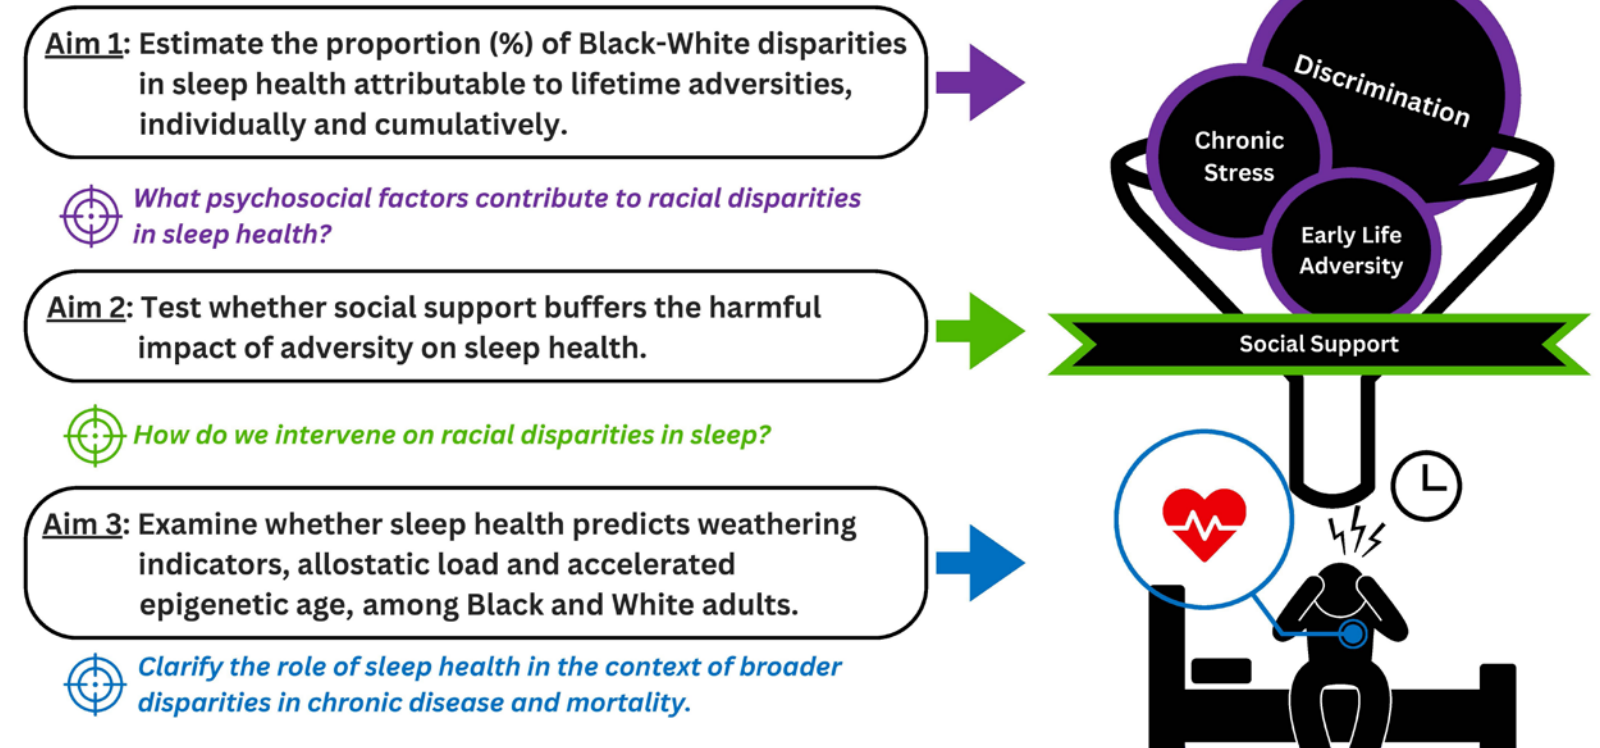 Aim 1: Estimate the proportion (%) of Black-White disparities
in sleep health attributable to lifetime adversities,
individually and cumulatively.
What psychosocial factors contribute to racial disparities
in sleep health?
Aim 2: Test whether social support buffers the harmful
impact of adversity on sleep health.
How do we intervene on racial disparities in sleep?
Aim 3: Examine whether sleep health predicts weathering
indicators, allostatic load and accelerated
epigenetic age, among Black and White adults.
Clarify the role of sleep health in the context of broader
disparities in chronic disease and mortality.
Discrimination
Chronic
Stress
Early Life
Adversity
Social Support